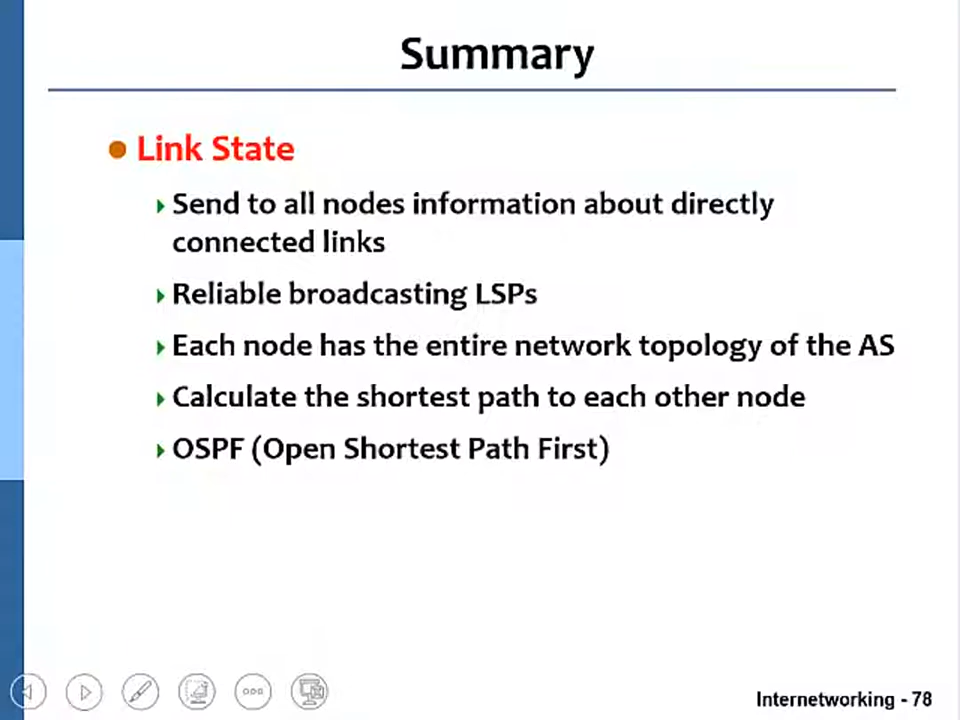 Summary
Link State
Send to all nodes information about directly
connected links
Reliable broadcasting LSPs
Each node has the entire network topology of the AS
Calculate the shortest path to each other node
OSPF (Open Shortest Path First)
Internetworking - 78